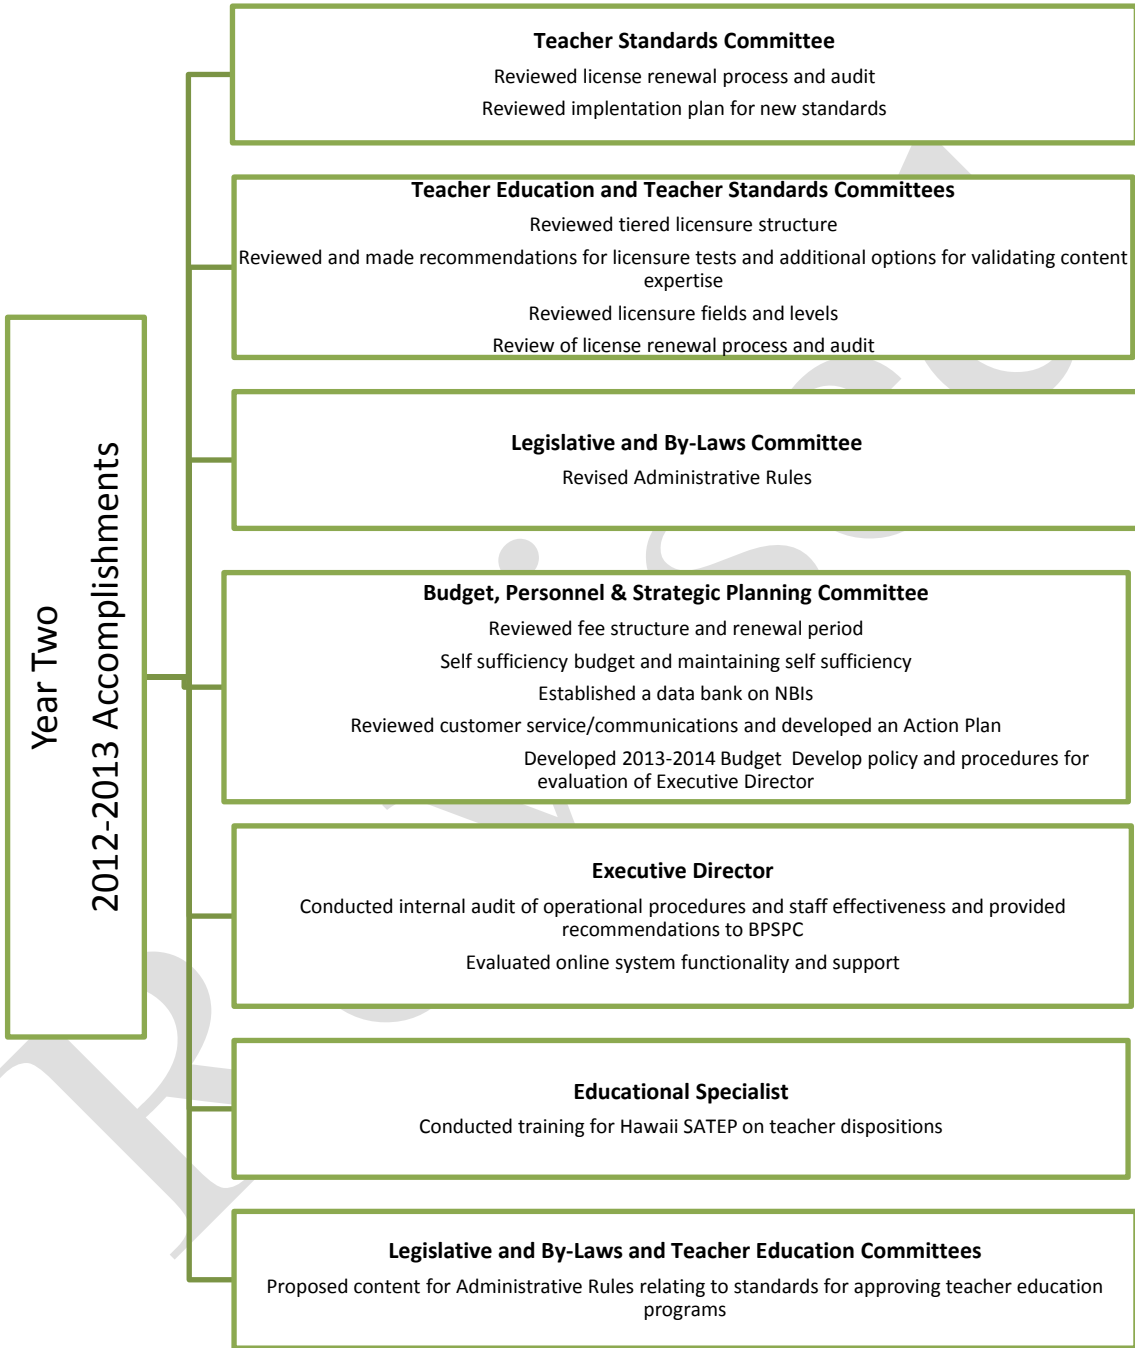 Year Two
2012-2013 Accomplishments
Teacher Standards Committee
Reviewed license renewal process and audit
Reviewed implentation plan for new standards
Teacher Education and Teacher Standards Committees
Reviewed tiered licensure structure
Reviewed and made recommendations for licensure tests and additional options for validating content
expertise
Reviewed licensure fields and levels
Review of license renewal process and audit
Legislative and By-Laws Committee
Revised Administrative Rules
Budget, Personnel & Strategic Planning Committee
Reviewed fee structure and renewal period
Self sufficiency budget and maintaining self sufficiency
Established a data bank on NBIs
Reviewed customer service/communications and developed an Action Plan
Developed 2013-2014 Budget  Develop policy and procedures for
evaluation of Executive Director
Executive Director
Conducted internal audit of operational procedures and staff effectiveness and provided
recommendations to BPSPC
Evaluated online system functionality and support
Educational Specialist
Conducted training for Hawaii SATEP on teacher dispositions
Legislative and By-Laws and Teacher Education Committees
Proposed content for Administrative Rules relating to standards for approving teacher education
programs